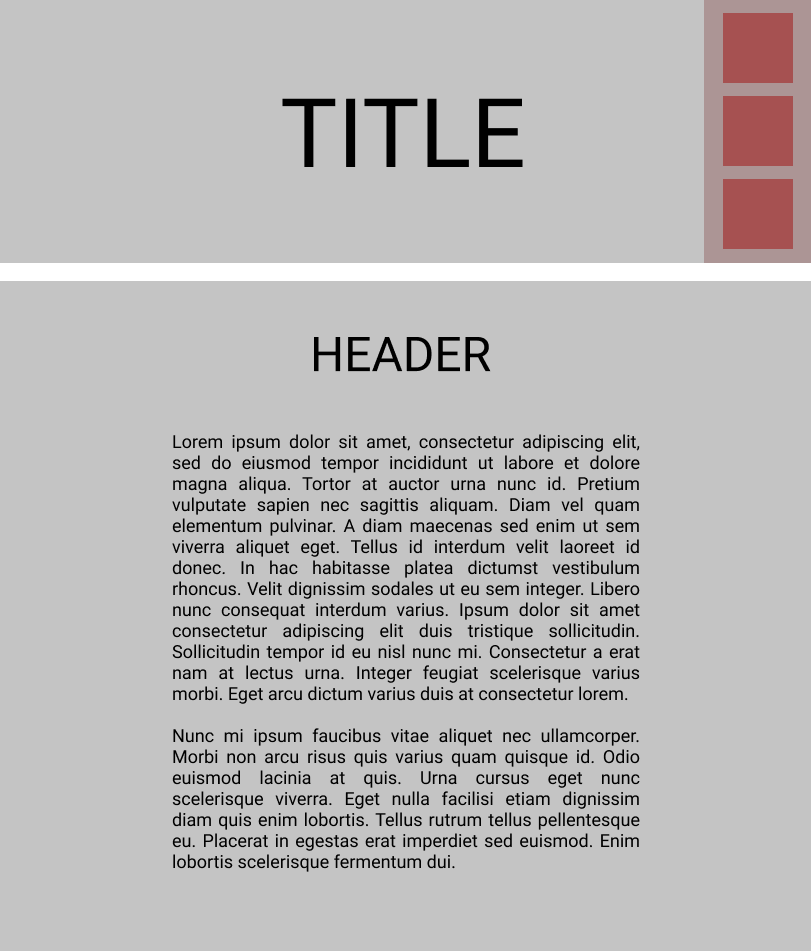 TITLE
HEADER
Lorem ipsum dolor sit amet, consectetur adipiscing elit,
sed do eiusmod tempor incididunt ut labore et dolore
magna aliqua. Tortor at auctor urna nunc id. Pretium
vulputate sapien nec sagittis aliquam. Diam vel quam
elementum pulvinar. A diam maecenas sed enim ut sem
viverra aliquet eget. Tellus id interdum velit laoreet id
donec. In hac habitasse platea dictumst vestibulum
rhoncus. Velit dignissim sodales ut eu sem integer. Libero
nunc consequat interdum varius. Ipsum dolor sit amet
consectetur adipiscing elit duis tristique sollicitudin.
Sollicitudin tempor id eu nisl nunc mi. Consectetur a erat
nam at lectus urna. Integer feugiat scelerisque varius
morbi. Eget arcu dictum varius duis at consectetur lorem.
Nunc mi ipsum faucibus vitae aliquet nec ullamcorper.
Morbi non arcu risus quis varius quam quisque id. Odio
euismod lacinia at quis. Urna cursus eget nunc
scelerisque viverra. Eget nulla facilisi etiam dignissim
diam quis enim lobortis. Tellus rutrum tellus pellentesque
eu. Placerat in egestas erat imperdiet sed euismod. Enim
lobortis scelerisque fermentum dui.